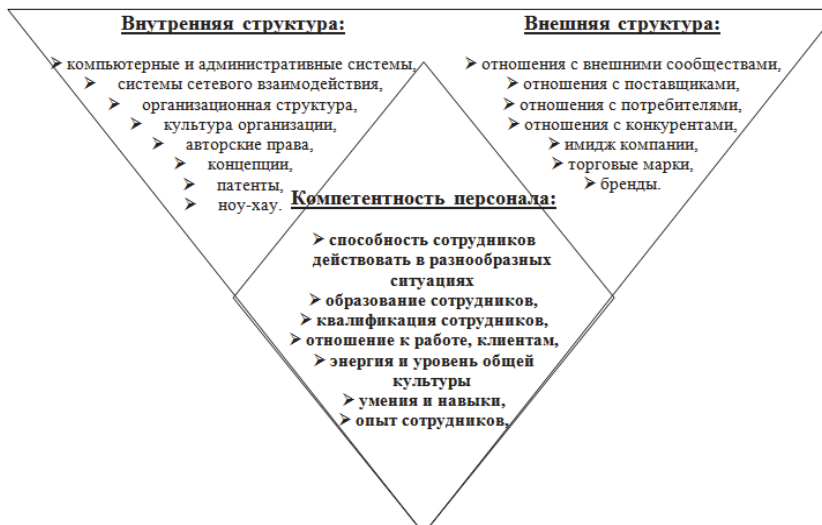 Внутренняя структура:
➤ компьютерные и административные системы,
➤ системы сетевого взаимодействия,
➤ организационная структура,
➤ культура организации,
➤ авторские права,
➤ концепции,
➤ патенты,
➤ ноу-хау.
Внешняя структура:
➤ отношения с внешними сообществами,
➤ отношения с поставщиками,
➤ отношения с потребителями,
➤ отношения с конкурентами,
➤ имидж компании,
➤ торговые марки,
➤ бренды.
Компетентность персонала:
➤ способность сотрудников
действовать в разнообразных
ситуациях
➤ образование сотрудников,
➤ квалификация сотрудников,
➤ отношение к работе, клиентам,
➤ энергия и уровень общей
культуры
➤ умения и навыки,
➤ опыт сотрудников,